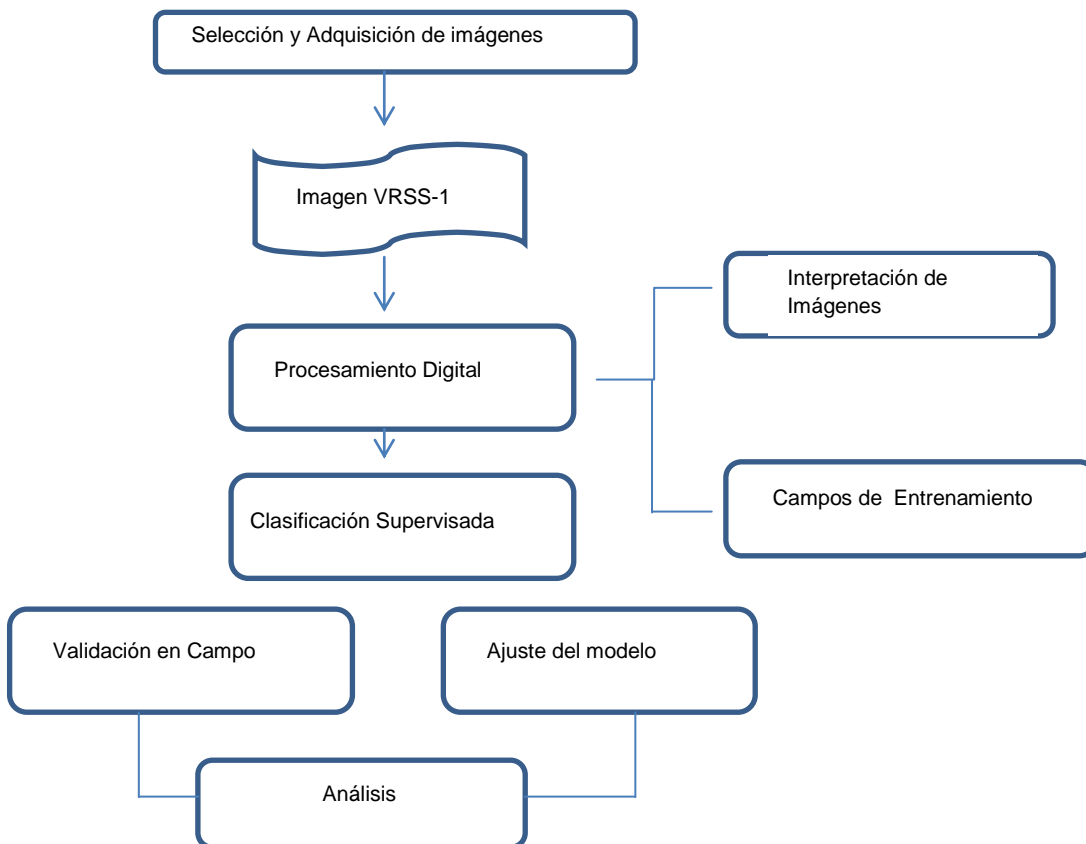 Selección y Adquisición de imágenes
Imagen VRSS-1
Interpretación de
Imágenes
Procesamiento Digital
Campos de Entrenamiento
Clasificación Supervisada
Validación en Campo
Ajuste del modelo
Análisis